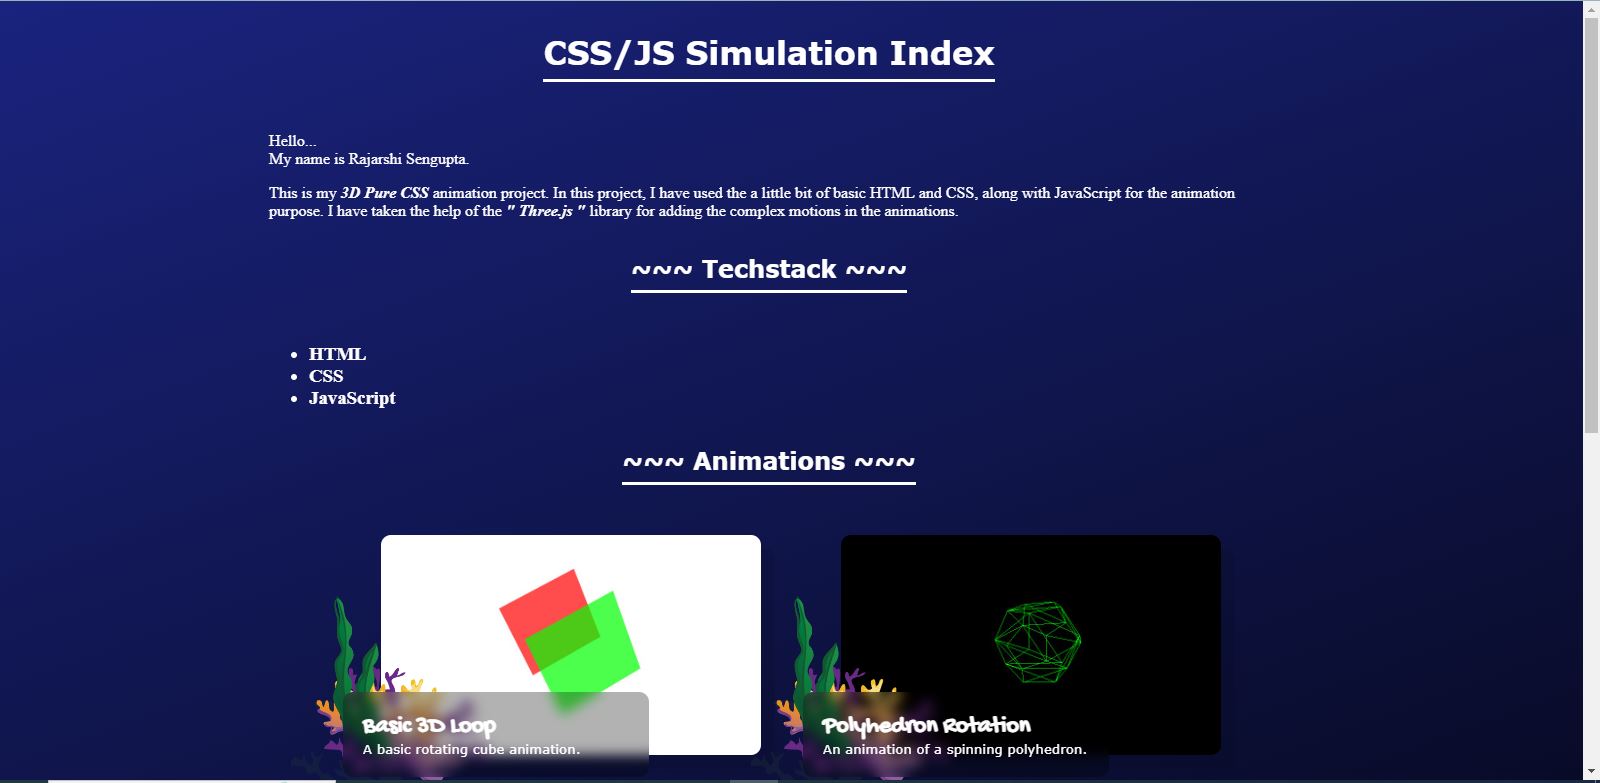 CSS/JS Simulation Index
Hello...
My name is Rajarshi Sengupta.
This is my 3D Pure CSS animation project. In this project, I have used the a little bit of basic HTML and CSS, along with JavaScript for the animation
purpose. I have taken the help of the " Three.js " library for adding the complex motions in the animations.
~~~ Techstack ~~~
• HTML
• CSS
• JavaScript
~~~ Animations ~~~
Basic 3D Loop
A basic rotating cube animation.
Polyhedron Rotation
An animation of a spinning polyhedron.